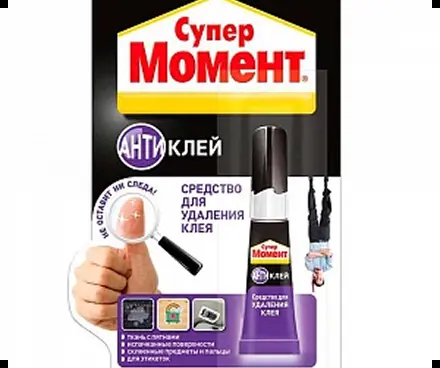 Супер
Момент®
АНТИКЛЕЙ
НЕ ОСТАВИТ НИ СЛЕДА!
СРЕДСТВО
ДЛЯ
УДАЛЕНИЯ
КЛЕЯ
Супер
Момент
АНТИКЛЕЙ
Средство для
УДАЛЕНИЯ
КЛЕЯ
ТКАНЬ С ПЯТНАМИ
ИСПАЧКАННЫЕ ПОВЕРХНОСТИ
СКЛЕЕННЫЕ ПРЕДМЕТЫ И ПАЛЬЦЫ
ДЛЯ ЭТИКЕТОК